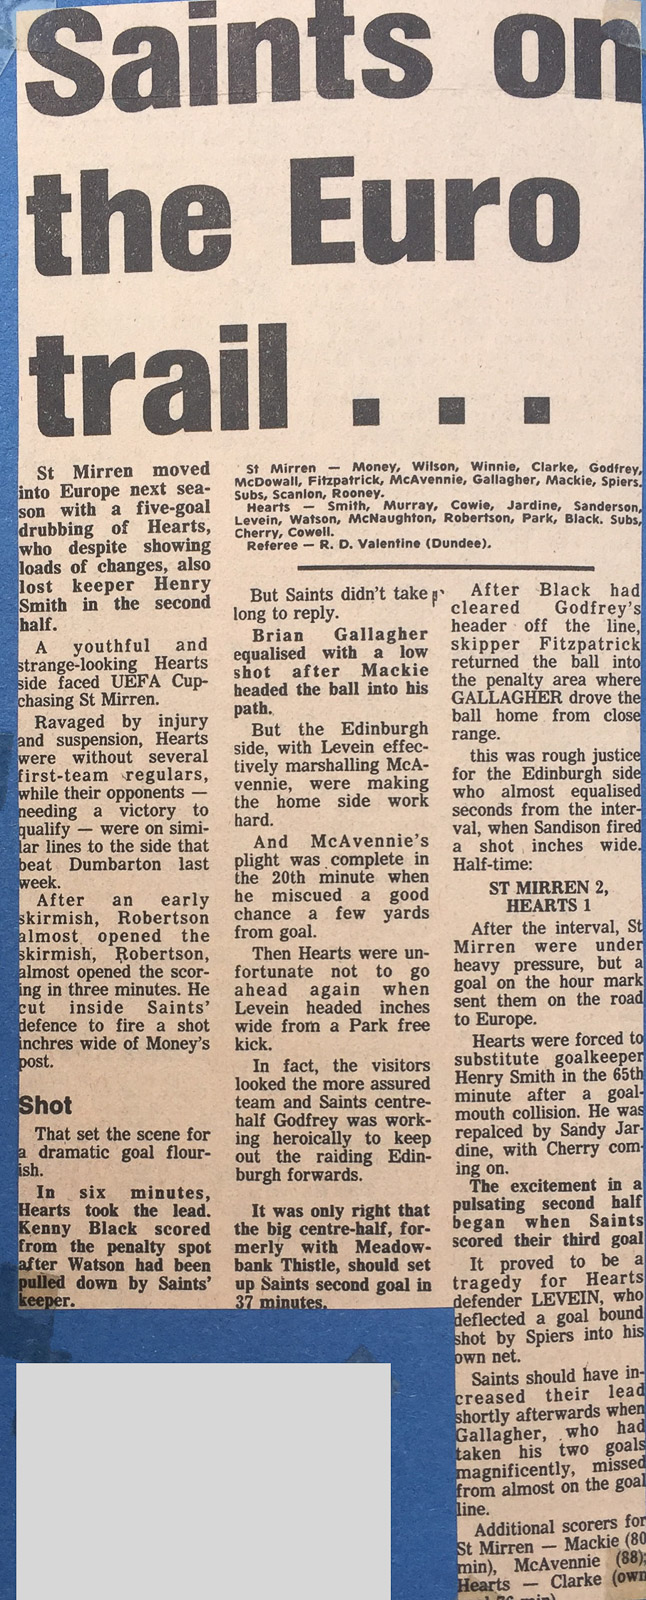 Saints on
the Euro
trail . . .
St Mirren moved
into Europe next sea-
son with a five-goal
drubbing of Hearts,
who despite showing
loads of changes, also
lost keeper Henry
Smith in the second
half.
A youthful and
strange-looking Hearts
side faced UEFA Cup-
chasing St Mirren.
Ravaged by injury
and suspension, Hearts
were without several
first-team regulars,
while their opponents —
needing a victory to
qualify — were on simi-
lar lines to the side that
beat Dumbarton last
week.
After an early
skirmish, Robertson
almost opened the
skirmish, Robertson,
almost opened the scor-
ing in three minutes. He
cut inside Saints'
defence to fire a shot
inchres wide of Money's
post.
Shot
That set the scene for
a dramatic goal flour-
ish.
In six minutes,
Hearts took the lead.
Kenny Black scored
from the penalty spot
after Watson had been
pulled down by Saints'
keeper.
St Mirren — Money, Wilson, Winnie, Clarke, Godfrey,
McDowall, Fitzpatrick, McAvennie, Gallagher, Mackie, Spiers.
Subs, Scanlon, Rooney.
Hearts — Smith, Murray, Cowie, Jardine, Sanderson,
Levein, Watson, McNaughton, Robertson, Park, Black. Subs,
Cherry, Cowell.
Referee — R. D. Valentine (Dundee).
But Saints didn't take
long to reply.
Brian Gallagher
equalised with a low
shot after Mackie
headed the ball into his
path.
But the Edinburgh
side, with Levein effec-
tively marshalling McA-
vennie, were making
the home side work
hard.
And McAvennie's
plight was complete in
the 20th minute when
he miscued a good
chance a few yards
from goal.
Then Hearts were un-
fortunate not to go
ahead again when
Levein headed inches
wide from a Park free
kick.
In fact, the visitors
looked the more assured
team and Saints centre-
half Godfrey was work-
ing heroically to keep
out the raiding Edin-
burgh forwards.
It was only right that
the big centre-half, for-
merly with Meadow-
bank Thistle, should set
up Saints second goal in
37 minutes.
After Black had
cleared Godfrey's
header off the line,
skipper Fitzpatrick
returned the ball into
the penalty area where
GALLAGHER drove the
ball home from close
range.
this was rough justice
for the Edinburgh side
who almost equalised
seconds from the inter-
val, when Sandison fired
a shot inches wide.
Half-time:
ST MIRREN 2,
HEARTS 1
After the interval, St
Mirren were under
heavy pressure, but a
goal on the hour mark
sent them on the road
to Europe.
Hearts were forced to
substitute goalkeeper
Henry Smith in the 65th
minute after a goal-
mouth collision. He was
repalced by Sandy Jar-
dine, with Cherry com-
ing on.
The excitement in a
pulsating second half
began when Saints
scored their third goal
It proved to be a
tragedy for Hearts
defender LEVEIN, who
deflected a goal bound
shot by Spiers into his
own net.
Saints should have in-
creased their lead
shortly afterwards when
Gallagher, who had
taken his two goals
magnificently, missed
from almost on the goal
line.
Additional scorers for
St Mirren — Mackie (80
min), McAvennie (88);
Hearts — Clarke (own